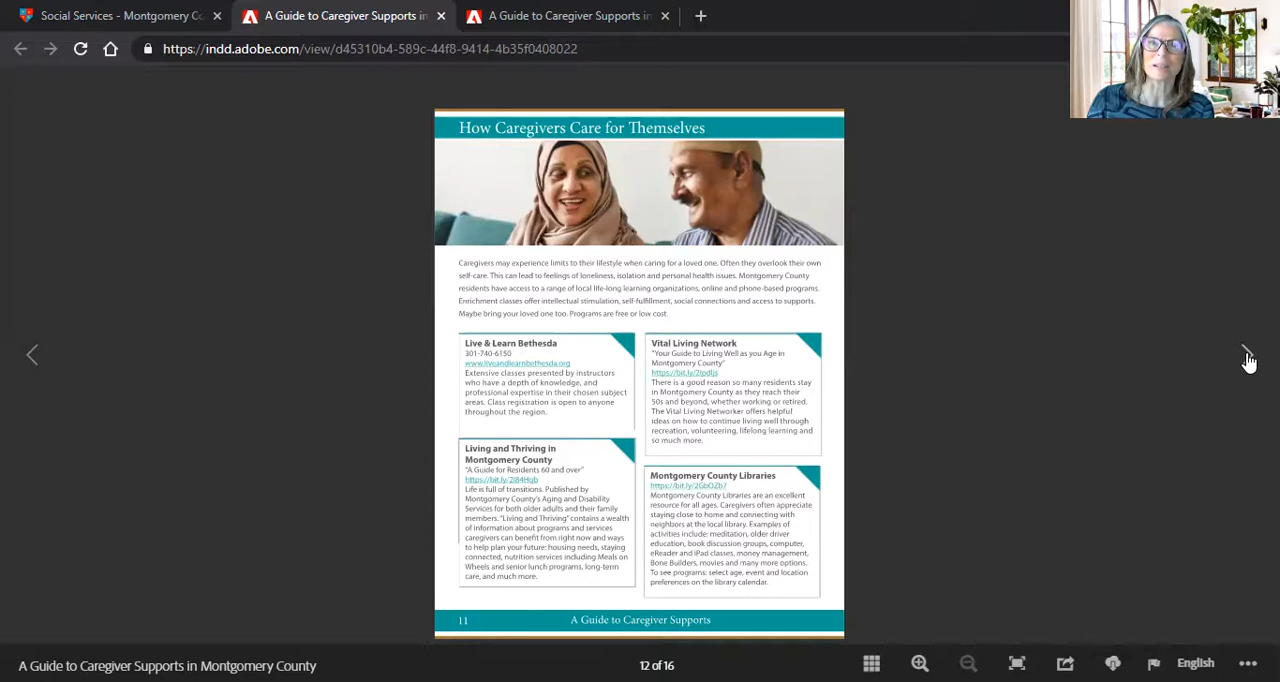 Social Services - Montgomery Co
A Guide to Caregiver Supports in
A Guide to Caregiver Supports in
https://indd.adobe.com/view/d45310b4-589c-44f8-9414-4b35f0408022
How Caregivers Care for Themselves
Caregivers may experience limits to their lifestyle when caring for a loved one. Often they overlook their own
self-care. This can lead to feelings of loneliness, isolation and personal health issues. Montgomery County
residents have access to a range of local life-long learning organizations, online and phone-based programs.
Enrichment classes offer intellectual stimulation, self-fulfillment, social connections and access to supports.
Maybe bring your loved one too. Programs are free or low cost.
Live & Learn Bethesda
301-740-6150
www.liveandlearnbethesda.org
Extensive classes presented by instructors
who have a depth of knowledge, and
professional expertise in their chosen subject
areas. Class registration is open to anyone
throughout the region.
Living and Thriving in
Montgomery County
"A Guide for Residents 60 and over"
https://bit.ly/2I84Hqb
Life is full of transitions. Published by
Montgomery County's Aging and Disability
Services for both older adults and their family
members. "Living and Thriving" contains a wealth
of information about programs and services
caregivers can benefit from right now and ways
to help plan your future: housing needs, staying
connected, nutrition services including Meals on
Wheels and senior lunch programs, long-term
care, and much more.
Vital Living Network
"Your Guide to Living Well as you Age in
Montgomery County"
There is a good reason so many residents stay
in Montgomery County as they reach their
50s and beyond, whether working or retired.
The Vital Living Networker offers helpful
ideas on how to continue living well through
recreation, volunteering, lifelong learning and
so much more.
Montgomery County Libraries
https://bit.ly/2GbOZb7
Montgomery County Libraries are an excellent
resource for all ages. Caregivers often appreciate
staying close to home and connecting with
neighbors at the local library. Examples of
activities include: meditation, older driver
education, book discussion groups, computer,
eReader and iPad classes, money management,
Bone Builders, movies and many more options.
To see programs: select age, event and location
preferences on the library calendar.
11
A Guide to Caregiver Supports
A Guide to Caregiver Supports in Montgomery County
12 of 16
English